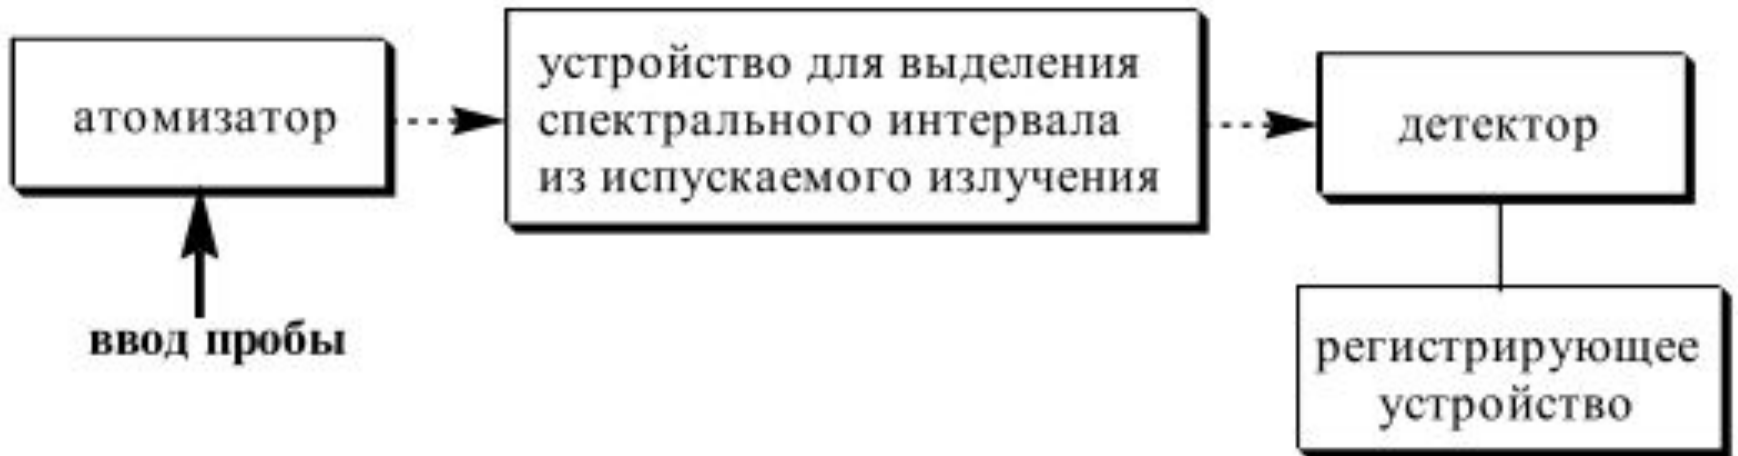 атомизатор
устройство для выделения
спектрального интервала
из испускаемого излучения
детектор
ввод пробы
регистрирующее
устройство